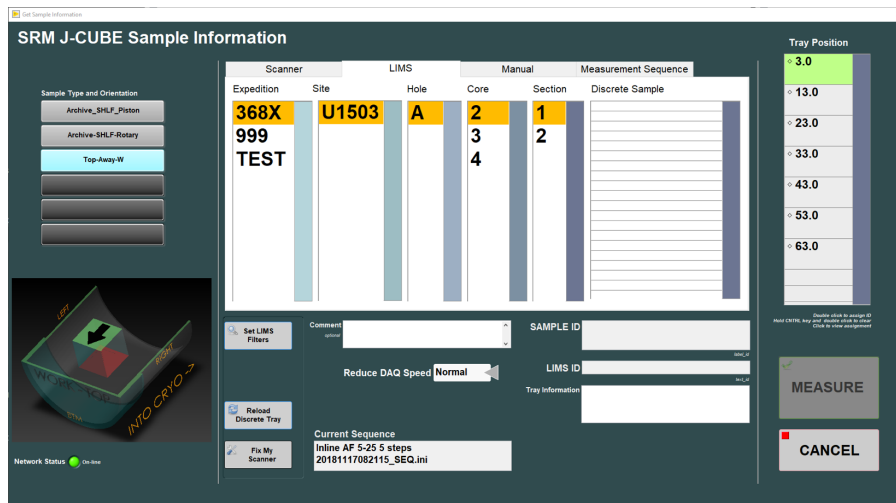 Get Sample Information
SRM J-CUBE Sample Information
Sample Type and Orientation
Archive_SHLF_Piston
Archive-SHLF-Rotary
Top-Away-W
LEFT
RIGHT
WORK
INTO CRYO ->
Network Status
On-line
Scanner
LIMS
Manual
Measurement Sequence
Expedition
Site
Hole
Core
Section
Discrete Sample
368X
U1503
A
2
1
999
3
2
TEST
4
Set LIMS
Filters
Comment
optional
SAMPLE ID
label_id
Reduce DAQ Speed
Normal
LIMS ID
text_id
Tray Information
Reload
Discrete Tray
Fix My
Scanner
Current Sequence
Inline AF 5-25 5 steps
20181117082115_SEQ.ini
Tray Position
3.0
13.0
23.0
33.0
43.0
53.0
63.0
Double click to assign ID
Hold CNTRL key and double click to clear
Click to view assignment
MEASURE
CANCEL